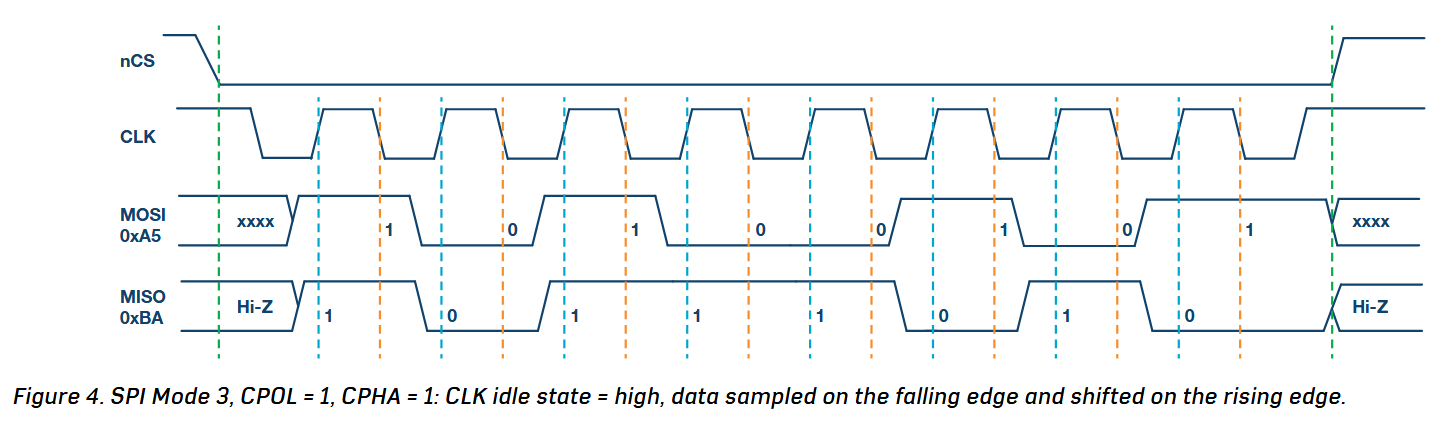 nCS
CLK
MOSI
0xA5
xxxx 1 0 1 0 0 1 0 1 xxxx
MISO
0xBA
Hi-Z 1 0 1 1 1 0 1 0 Hi-Z
Figure 4. SPI Mode 3, CPOL = 1, CPHA = 1: CLK idle state = high, data sampled on the falling edge and shifted on the rising edge.